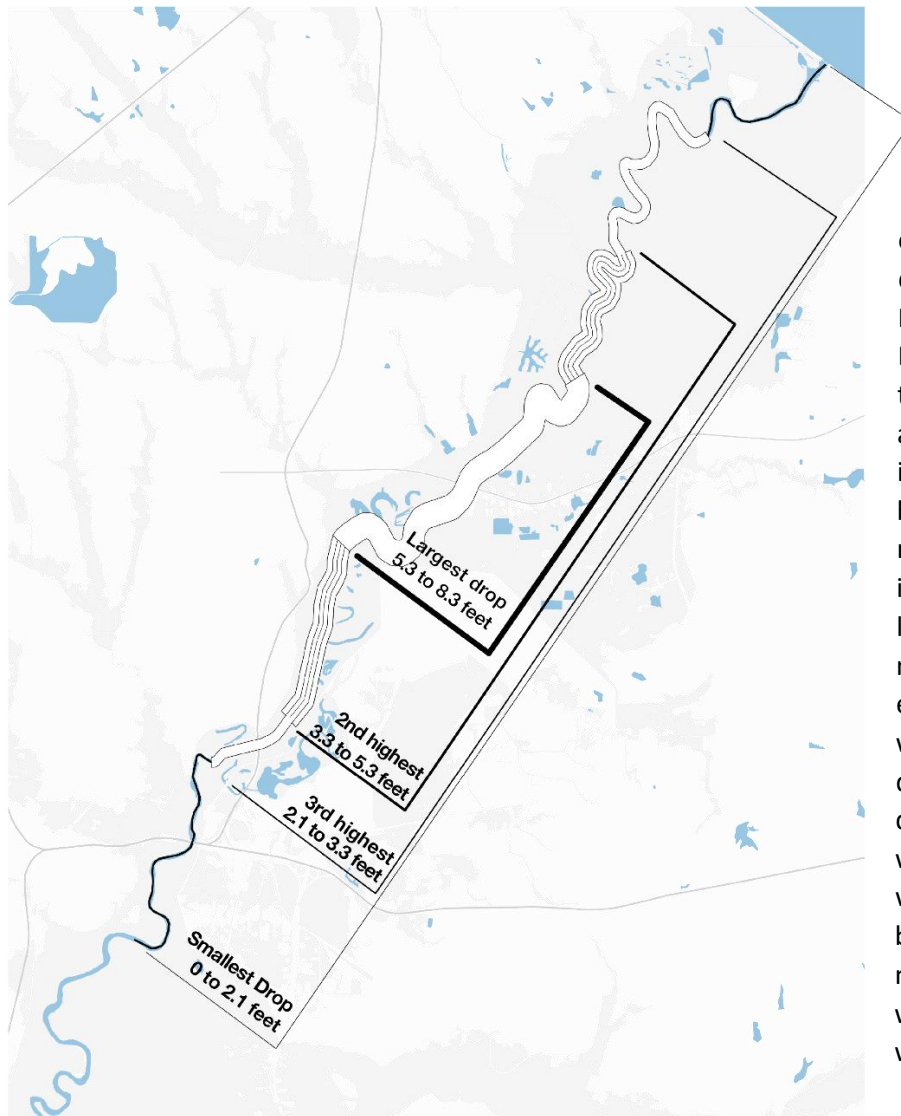 Largest drop
5.3 to 8.3 feet
2nd highest
3.3 to 5.3 feet
3rd highest
2.1 to 3.3 feet
Smallest Drop
0 to 2.1 feet